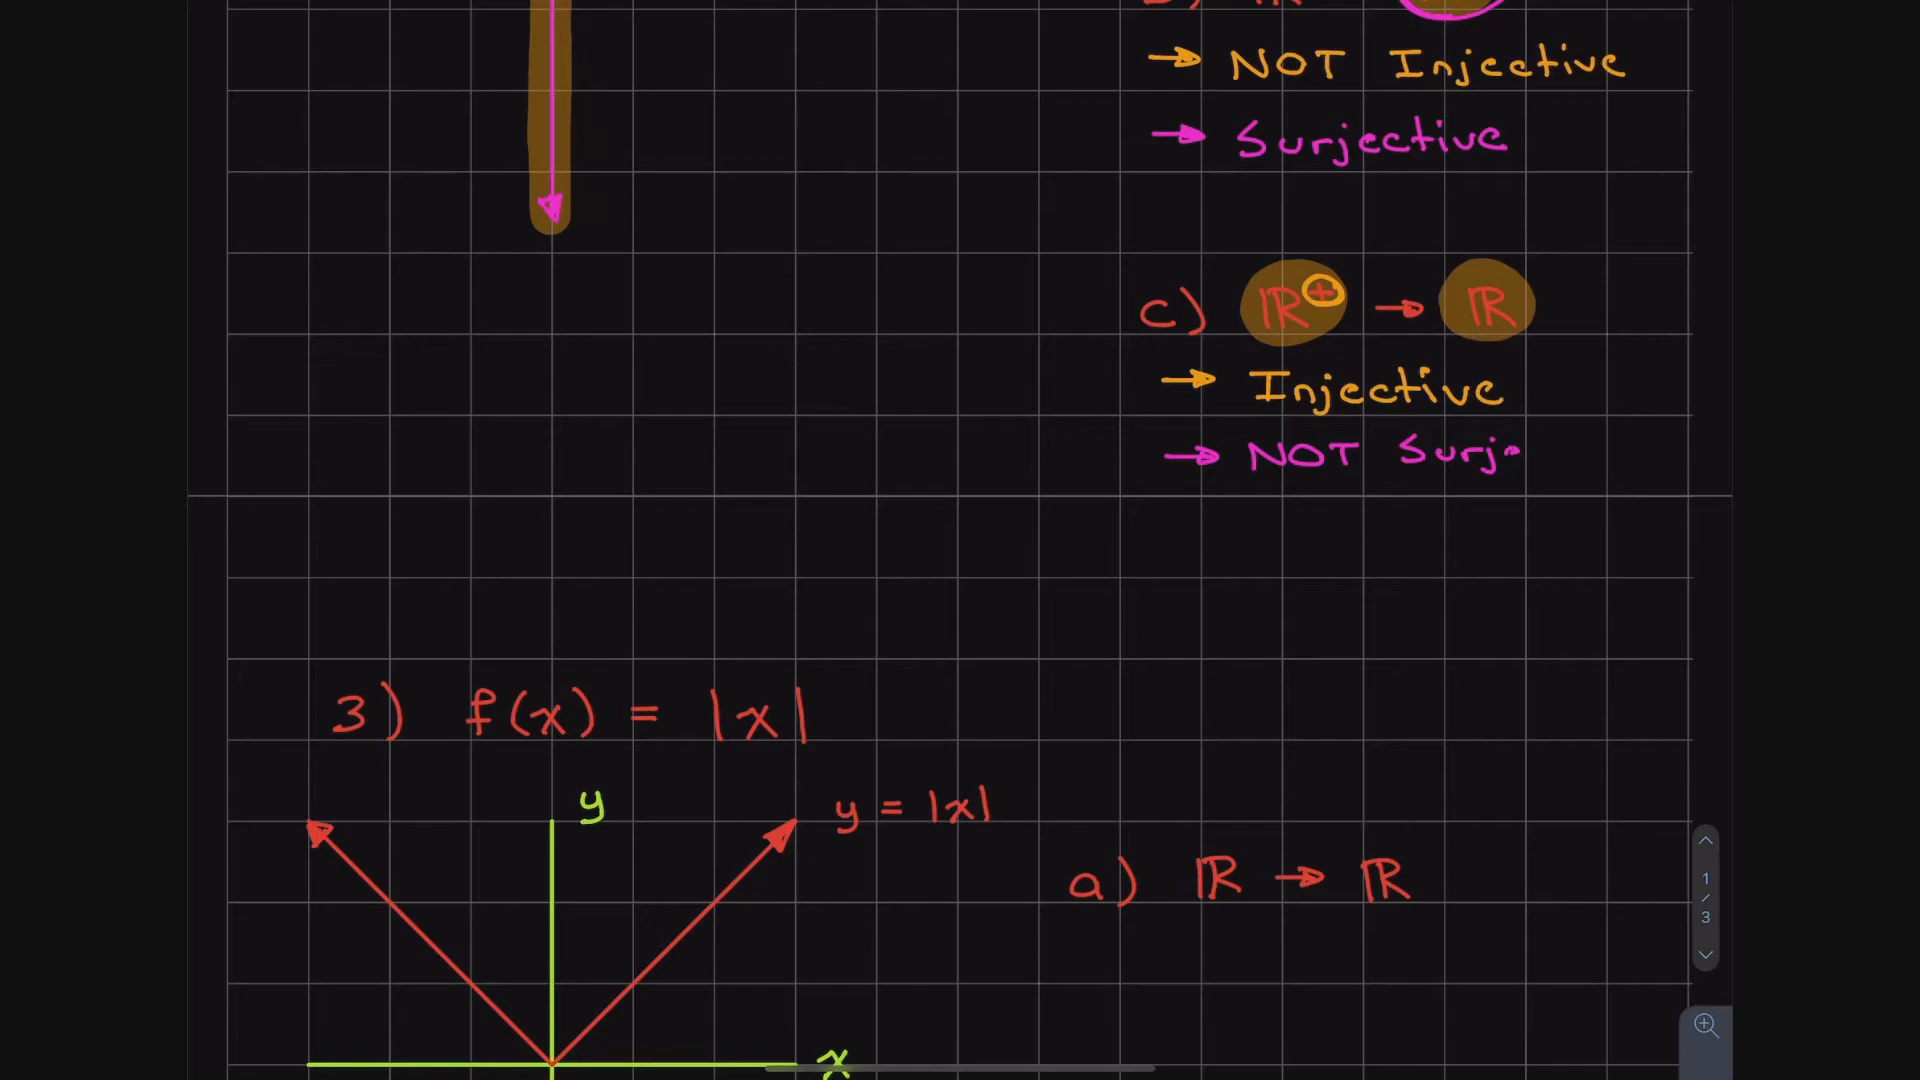 → NOT Injective
→ Surjective
c) ℝ⁺ → ℝ
→ Injective
→ NOT Surj
3) f(x) = |x|
y
y = |x|
a) ℝ → ℝ
x
1
/
3